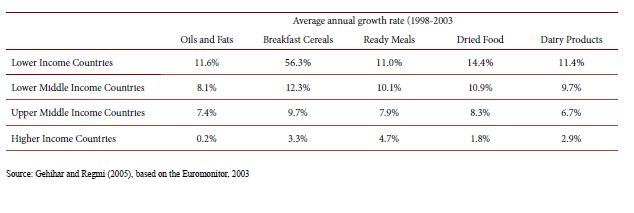 Average annual growth rate (1998-2003
Oils and Fats Breakfast Cereals Ready Meals Dried Food Dairy Products
Lower Income Countries 11.6% 56.3% 11.0% 14.4% 11.4%
Lower Middle Income Countries 8.1% 12.3% 10.1% 10.9% 9.7%
Upper Middle Income Countries 7.4% 9.7% 7.9% 8.3% 6.7%
Higher Income Countries 0.2% 3.3% 4.7% 1.8% 2.9%
Source: Gehihar and Regmi (2005), based on the Euromonitor, 2003